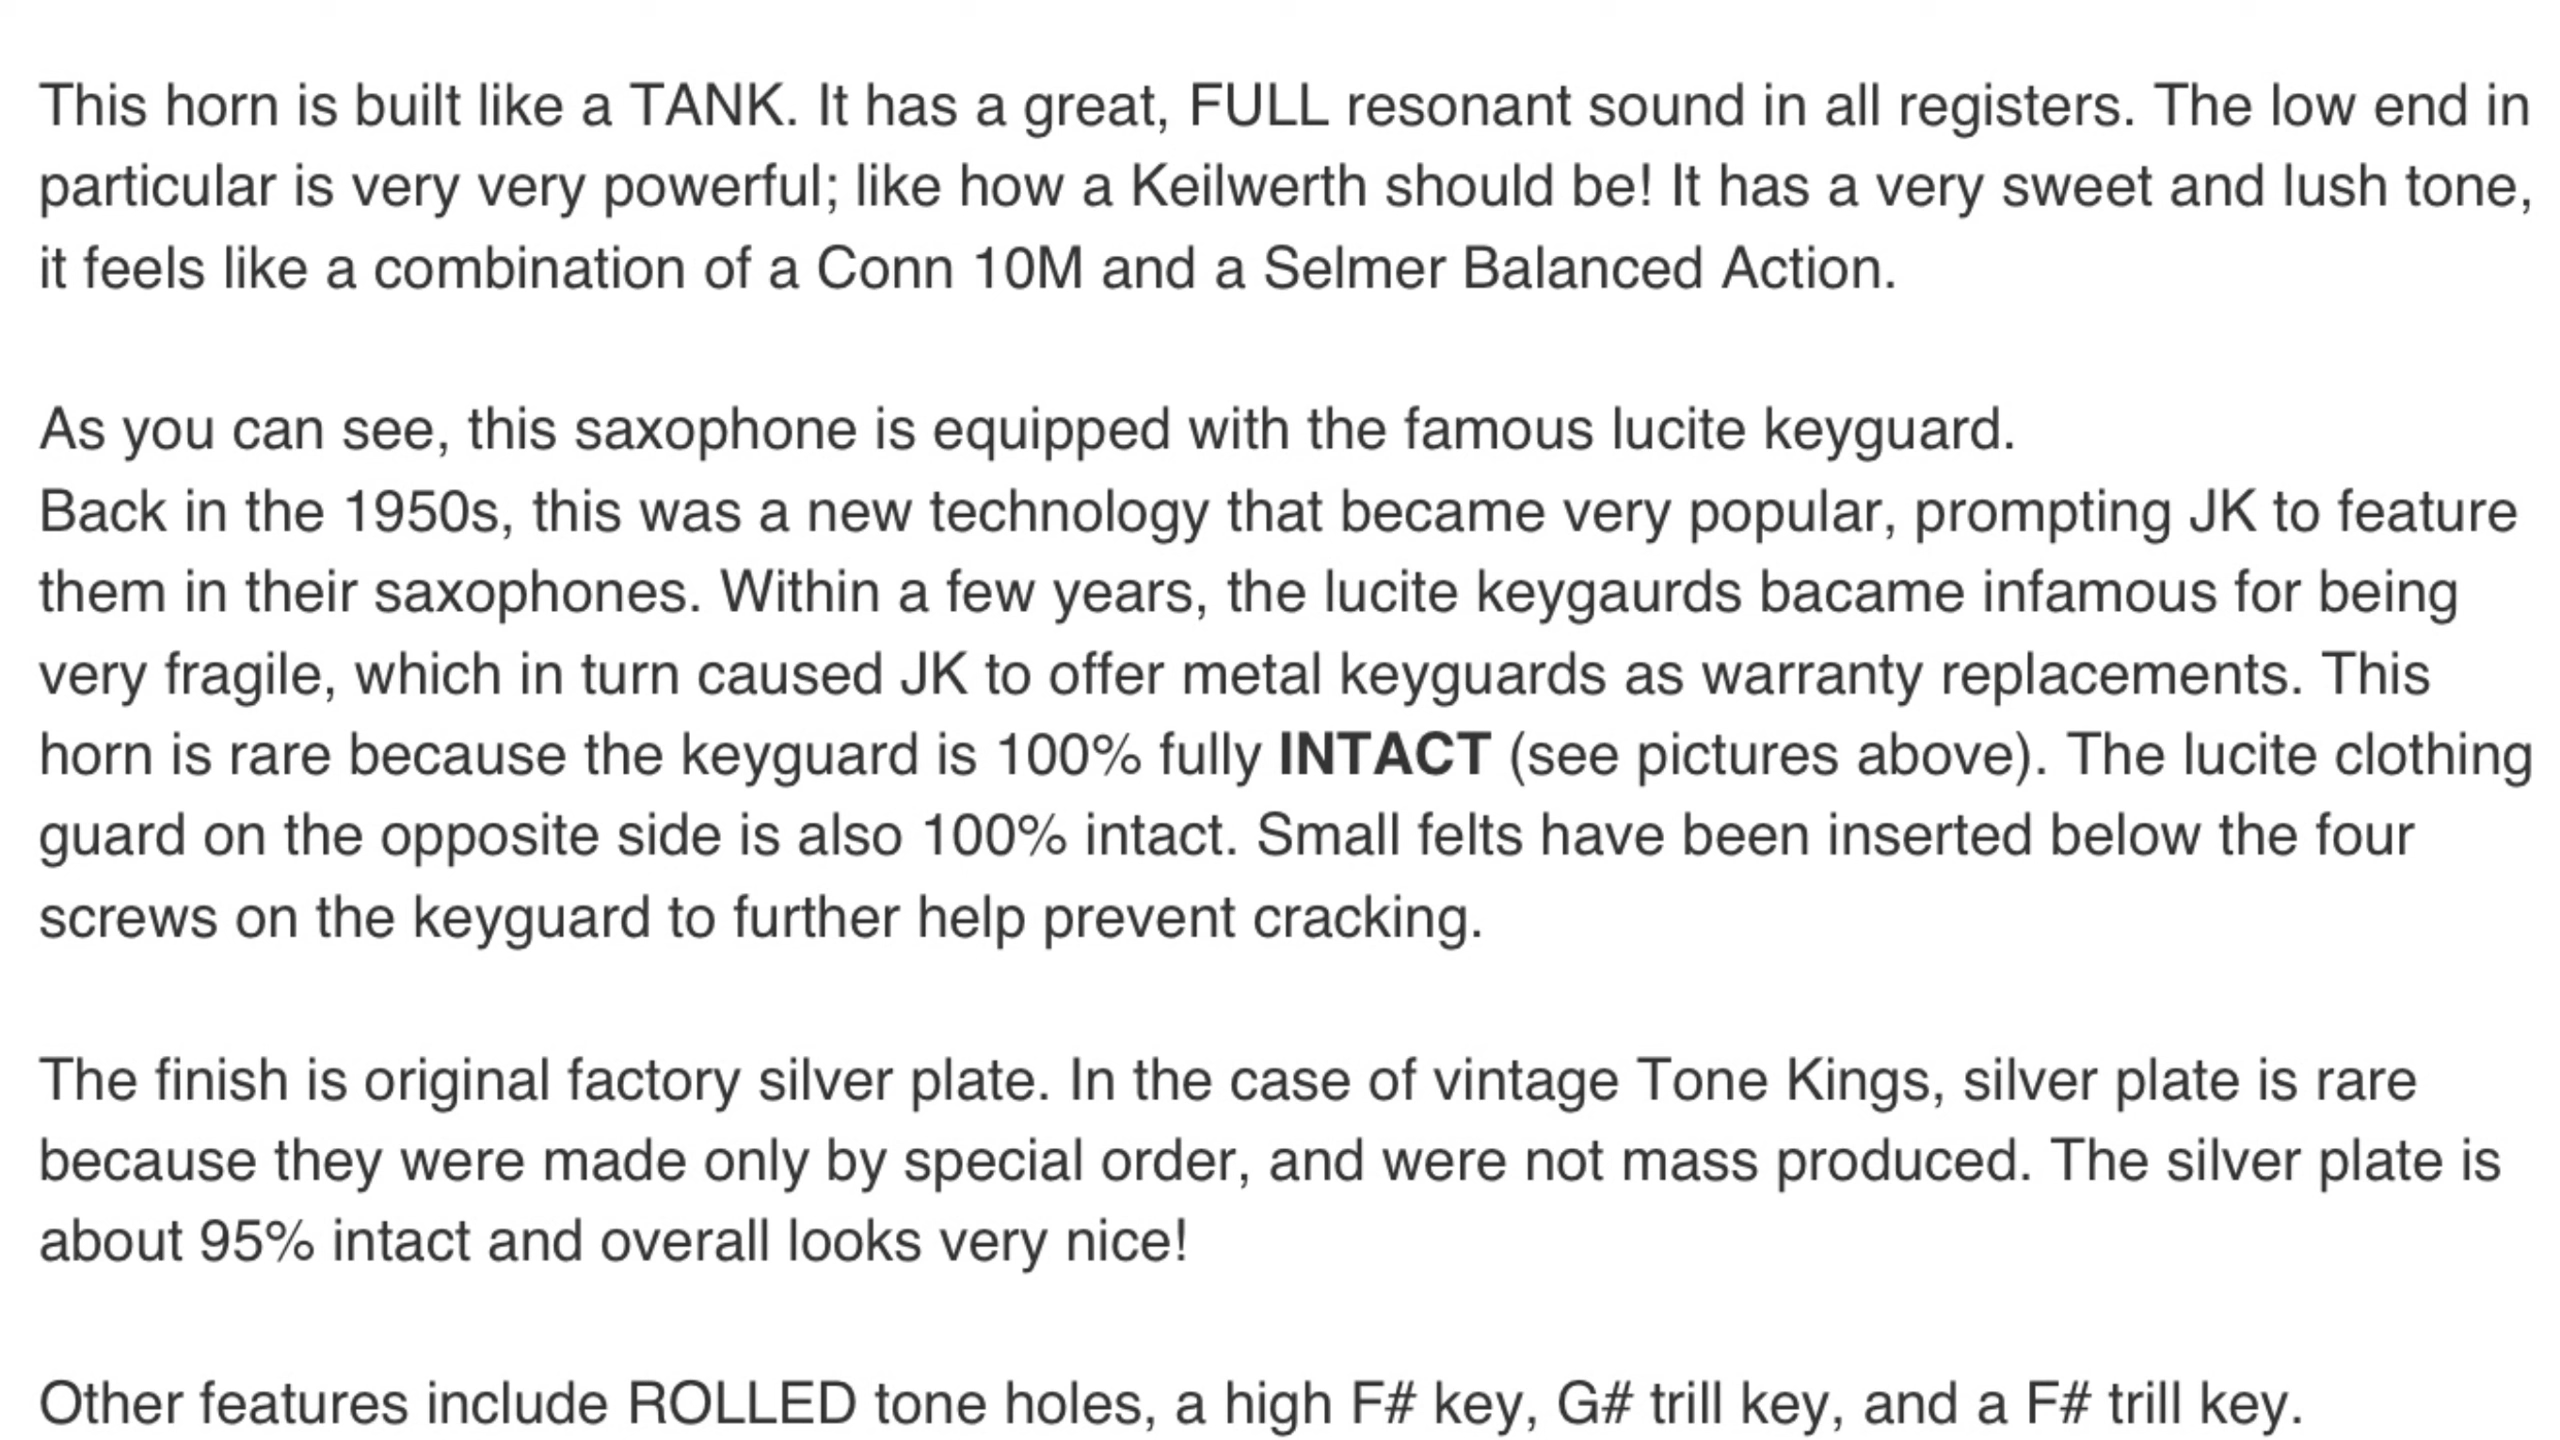 This horn is built like a TANK. It has a great, FULL resonant sound in all registers. The low end in
particular is very very powerful; like how a Keilwerth should be! It has a very sweet and lush tone,
it feels like a combination of a Conn 10M and a Selmer Balanced Action.
As you can see, this saxophone is equipped with the famous lucite keyguard.
Back in the 1950s, this was a new technology that became very popular, prompting JK to feature
them in their saxophones. Within a few years, the lucite keygaurds bacame infamous for being
very fragile, which in turn caused JK to offer metal keyguards as warranty replacements. This
horn is rare because the keyguard is 100% fully INTACT (see pictures above). The lucite clothing
guard on the opposite side is also 100% intact. Small felts have been inserted below the four
screws on the keyguard to further help prevent cracking.
The finish is original factory silver plate. In the case of vintage Tone Kings, silver plate is rare
because they were made only by special order, and were not mass produced. The silver plate is
about 95% intact and overall looks very nice!
Other features include ROLLED tone holes, a high F# key, G# trill key, and a F# trill key.